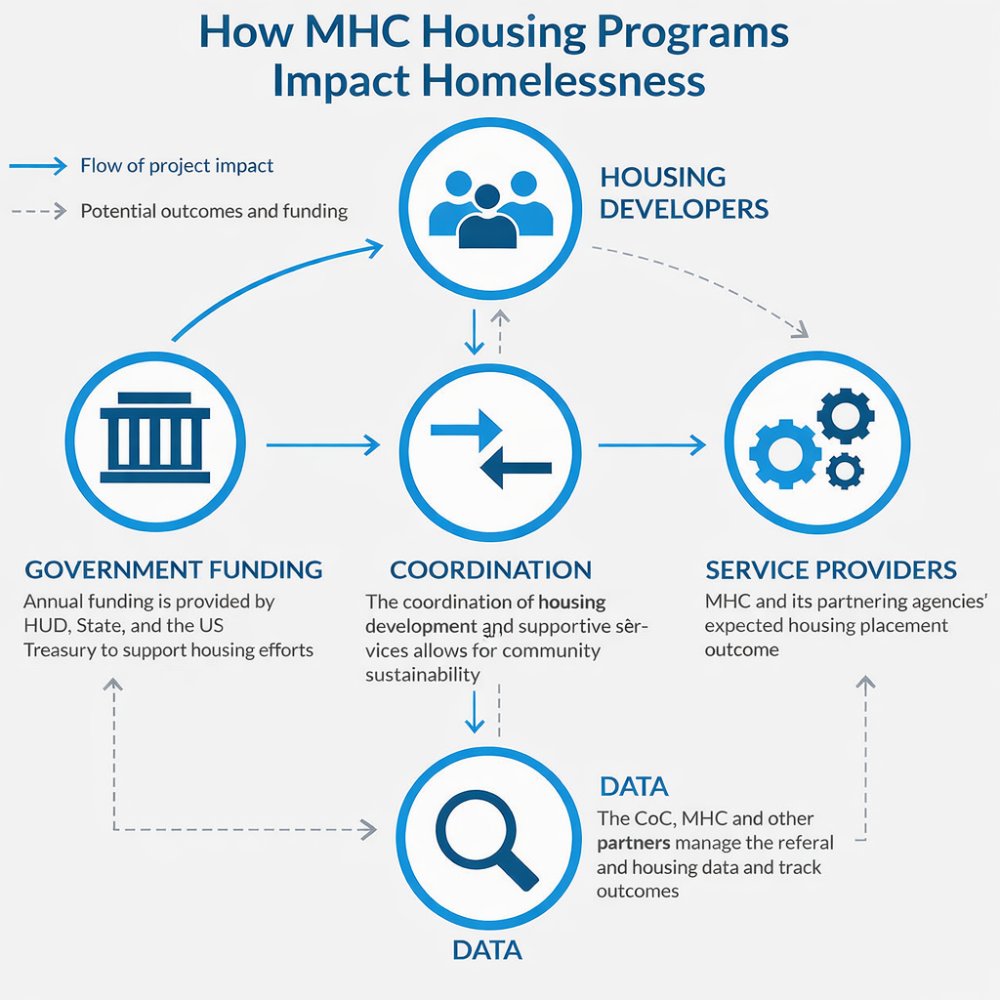 How MHC Housing Programs
Impact Homelessness
Flow of project impact
Potential outcomes and funding
HOUSING
DEVELOPERS
GOVERNMENT FUNDING
Annual funding is provided by
HUD, State, and the US
Treasury to support housing efforts
COORDINATION
The coordination of housing
development and supportive sêr-
vices allows for community
sustainability
SERVICE PROVIDERS
MHC and its partnering agencies'
expected housing placement
outcome
DATA
The CoC, MHC and other
partners manage the referal
and housing data and track
outcomes
DATA